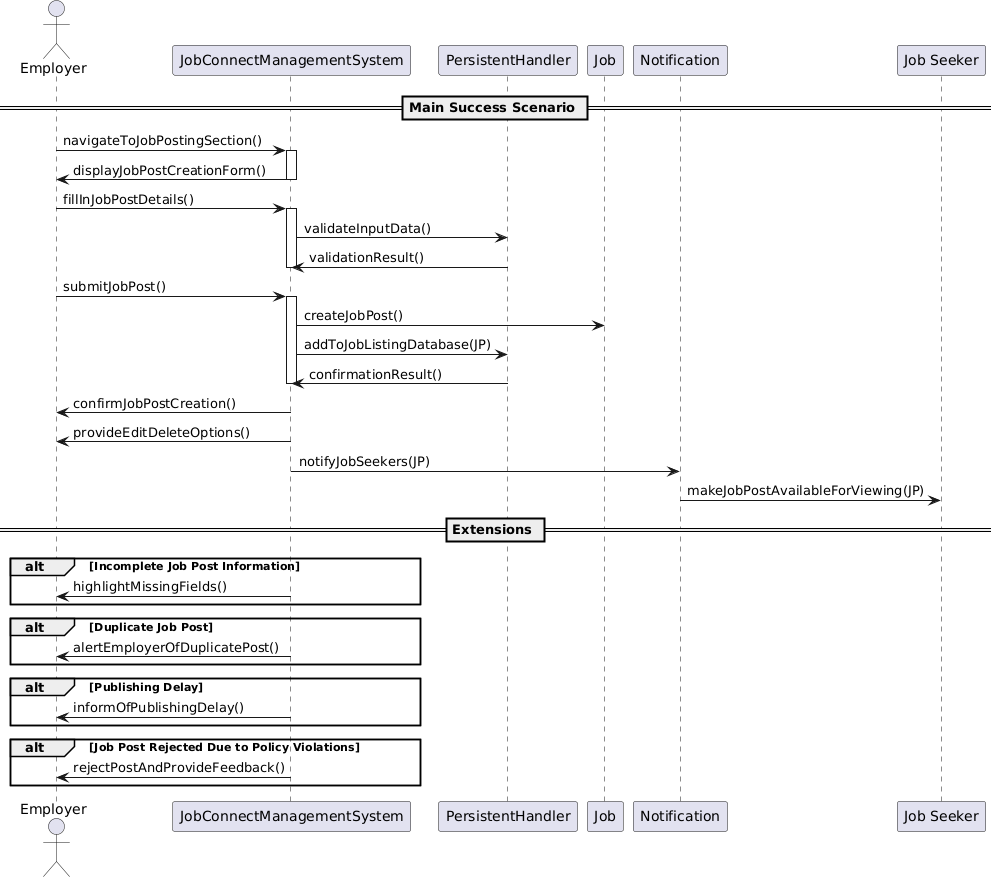 Employer
JobConnectManagementSystem
PersistentHandler
Job
Notification
Job Seeker
Main Success Scenario
navigateToJobPostingSection()
displayJobPostCreationForm()
fillInJobPostDetails()
validateInputData()
validationResult()
submitJobPost()
createJobPost()
addToJobListingDatabase(JP)
confirmationResult()
confirmJobPostCreation()
provideEditDeleteOptions()
notifyJobSeekers(JP)
makeJobPostAvailableForViewing(JP)
Extensions
alt [Incomplete Job Post Information]
highlightMissingFields()
alt [Duplicate Job Post]
alertEmployerOfDuplicatePost()
alt [Publishing Delay]
informOfPublishingDelay()
alt [Job Post Rejected Due to Policy Violations]
rejectPostAndProvideFeedback()
Employer
JobConnectManagementSystem
PersistentHandler
Job
Notification
Job Seeker